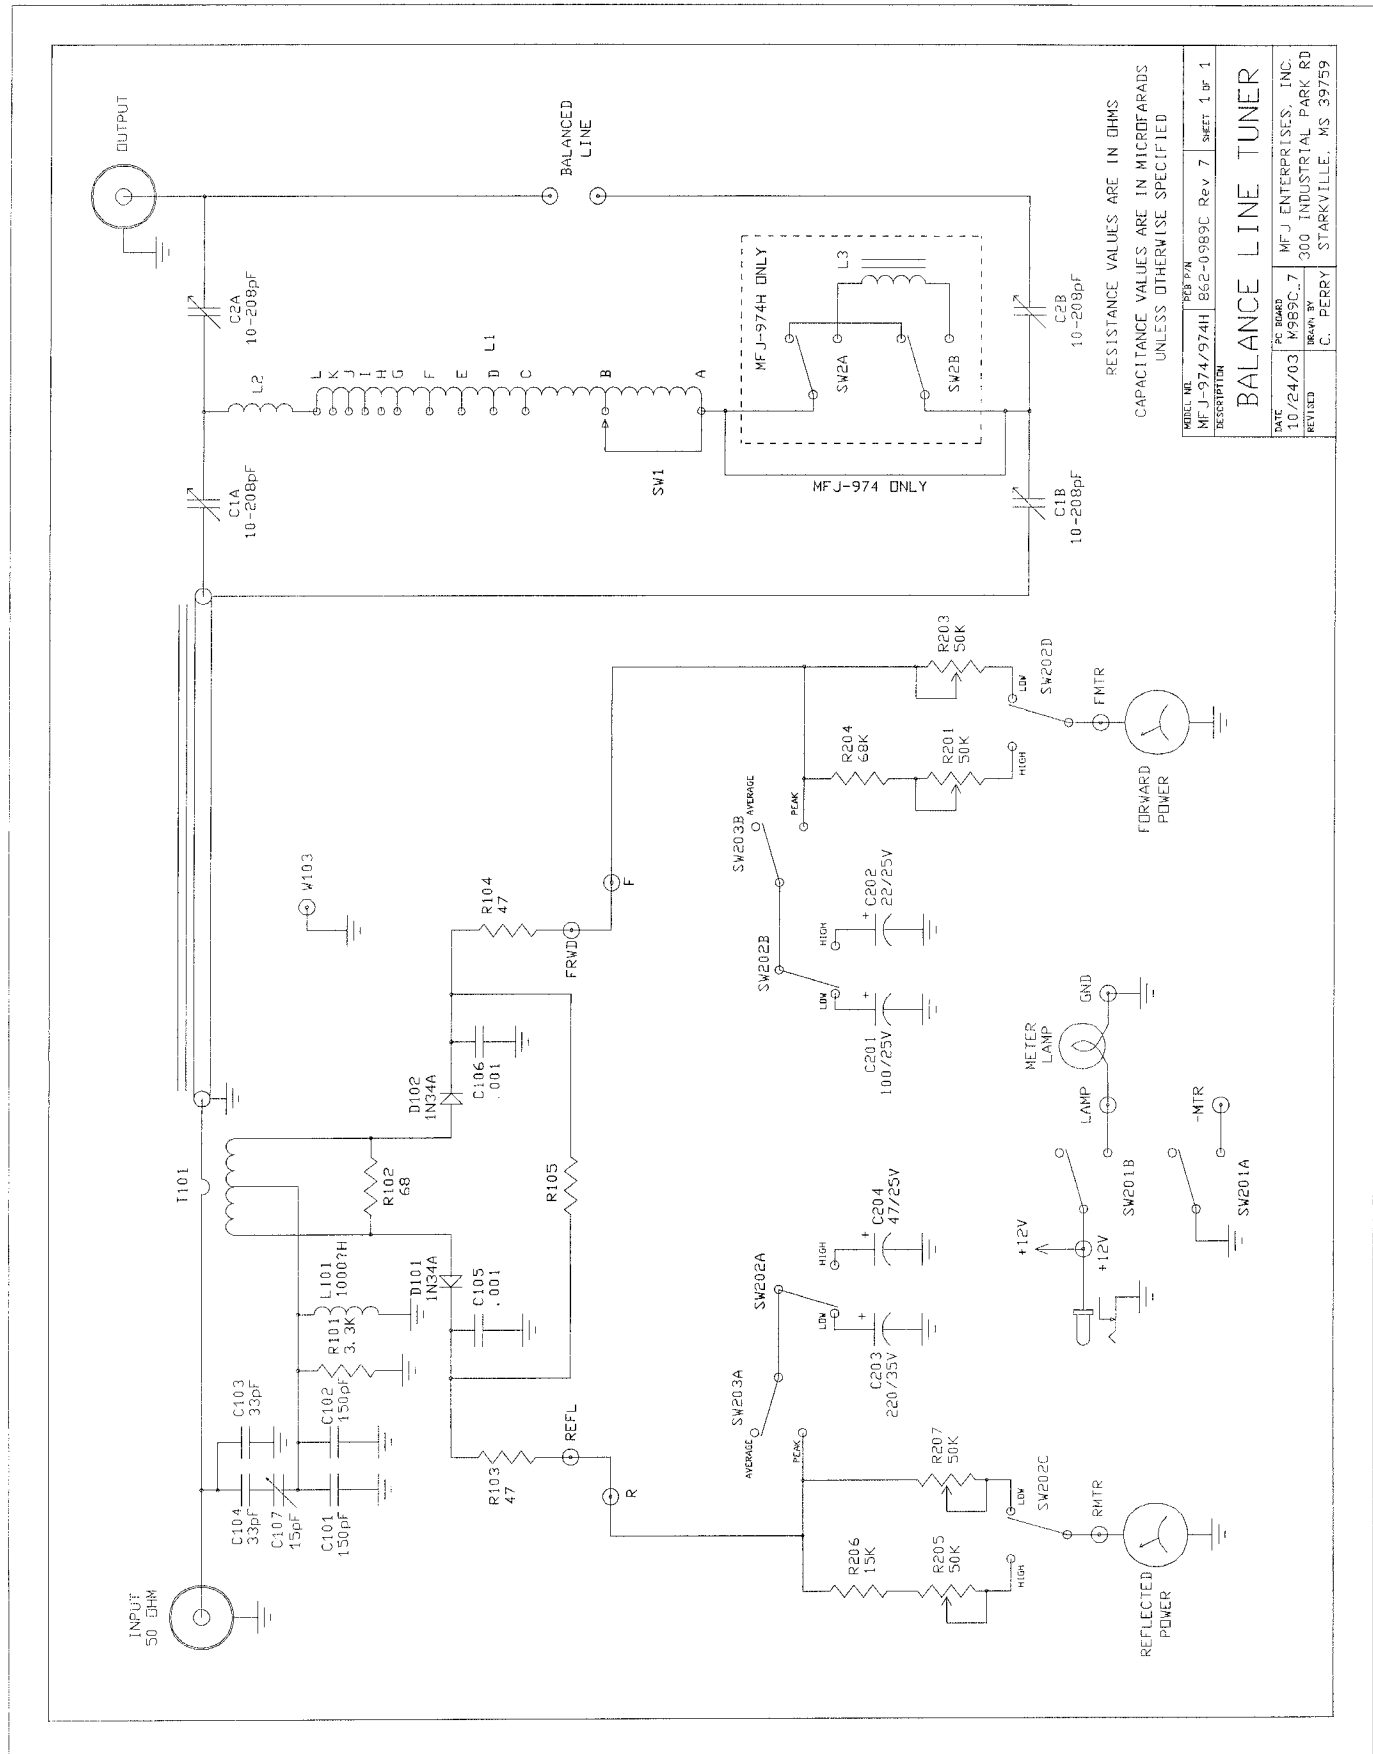 INPUT
50 OHM
C104
33pF
C103
33pF
C107
15pF
C101
150pF
C102
150pF
R101
3.3K
L101
1000?H
T101
R102
68
D101
1N34A
D102
1N34A
C105
.001
C106
.001
R105
R103
47
REFL
R
R104
47
FRWD
F
W103
C1A
10-208pF
C2A
10-208pF
OUTPUT
L2
L
K
J
I
H
G
F
E
D
C
B
A
L1
SW1
BALANCED
LINE
MFJ-974H ONLY
SW2A
L3
SW2B
MFJ-974 ONLY
C1B
10-208pF
C2B
10-208pF
SW203A
AVERAGE
PEAK
SW202A
LOW
HIGH
C203
220/35V
C204
47/25V
R206
15K
R205
50K
R207
50K
HIGH
LOW
SW202C
RMTR
REFLECTED
POWER
SW203B
AVERAGE
PEAK
SW202B
LOW
HIGH
C201
100/25V
C202
22/25V
R204
68K
R201
50K
R203
50K
HIGH
LOW
SW202D
FMTR
FORWARD
POWER
+12V
+12V
SW201B
LAMP
METER
LAMP
GND
SW201A
-MTR
RESISTANCE VALUES ARE IN OHMS
CAPACITANCE VALUES ARE IN MICROFARADS
UNLESS OTHERWISE SPECIFIED
MODEL NO.
MFJ-974/974H
PCB P/N
862-0989C Rev 7
SHEET 1 OF 1
DESCRIPTION
BALANCE LINE TUNER
DATE
10/24/03
PC BOARD
M989C_7
REVISED
DRAWN BY
C. PERRY
MFJ ENTERPRISES, INC.
300 INDUSTRIAL PARK RD
STARKVILLE, MS 39759